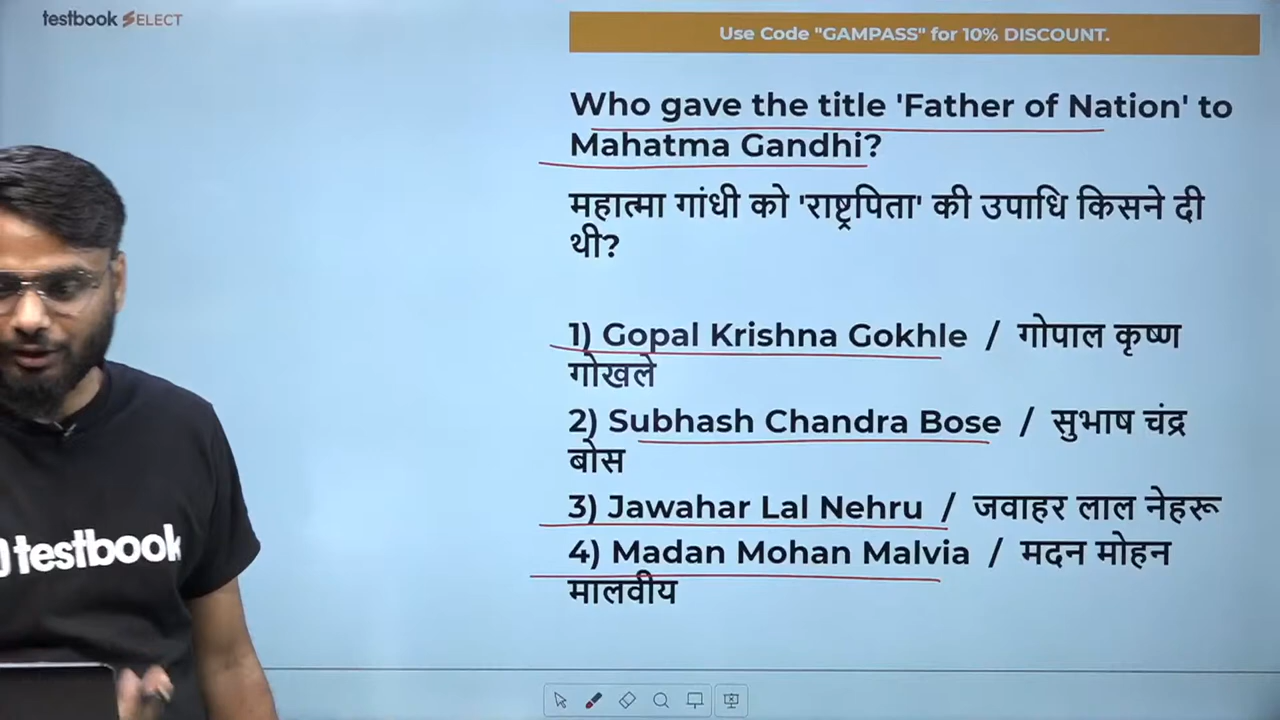 testbook SELECT
Use Code "GAMPASS" for 10% DISCOUNT.
Who gave the title 'Father of Nation' to
Mahatma Gandhi?
महात्मा गांधी को 'राष्ट्रपिता' की उपाधि किसने दी
थी?
1) Gopal Krishna Gokhle / गोपाल कृष्ण
गोखले
2) Subhash Chandra Bose / सुभाष चंद्र
बोस
3) Jawahar Lal Nehru / जवाहर लाल नेहरू
4) Madan Mohan Malvia / मदन मोहन
मालवीय
testbook